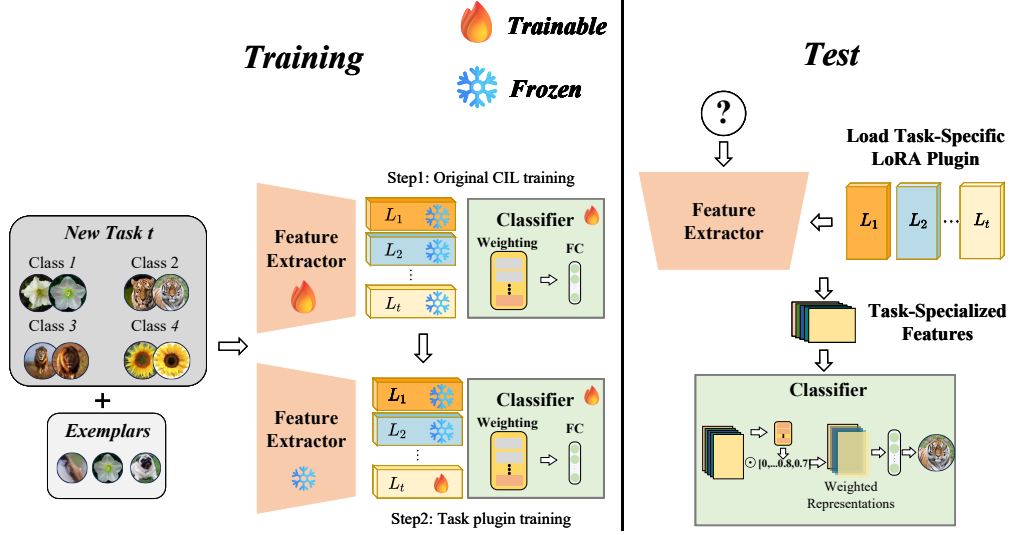 Training
Trainable
Frozen
Step1: Original CIL training
New Task t
Class 1
Class 2
Class 3
Class 4
+
Exemplars
Feature
Extractor
L1
L2
⋮
Lt
Classifier
Weighting
FC
Feature
Extractor
L1
L2
⋮
Lt
Classifier
Weighting
FC
Step2: Task plugin training
Test
?
Load Task-Specific
LoRA Plugin
Feature
Extractor
L1
L2
...
Lt
Task-Specialized
Features
Classifier
⊙ [0,...0.8,0.7]
Weighted
Representations